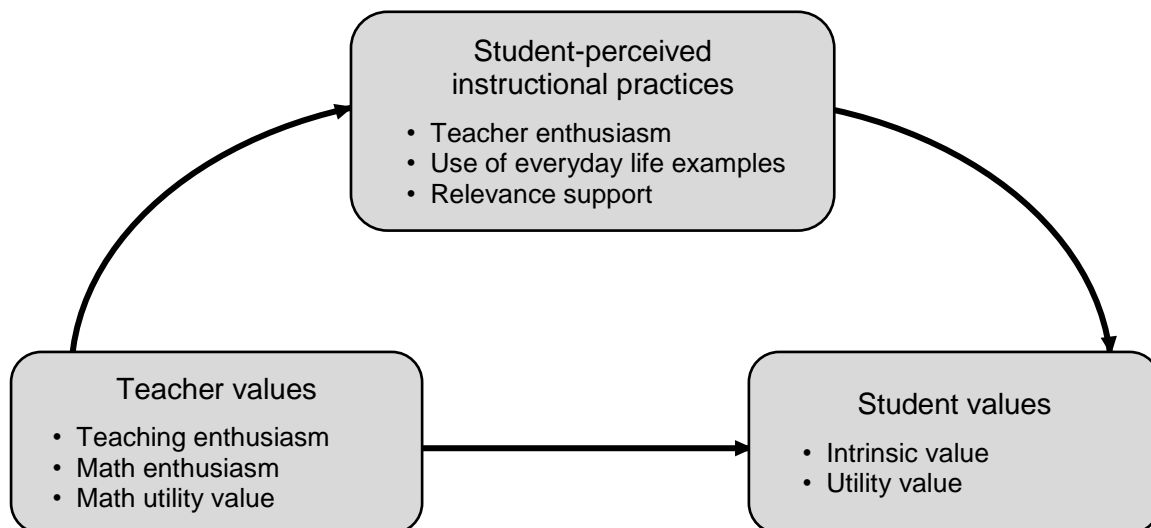 Student-perceived
instructional practices
• Teacher enthusiasm
• Use of everyday life examples
• Relevance support
Teacher values
• Teaching enthusiasm
• Math enthusiasm
• Math utility value
Student values
• Intrinsic value
• Utility value